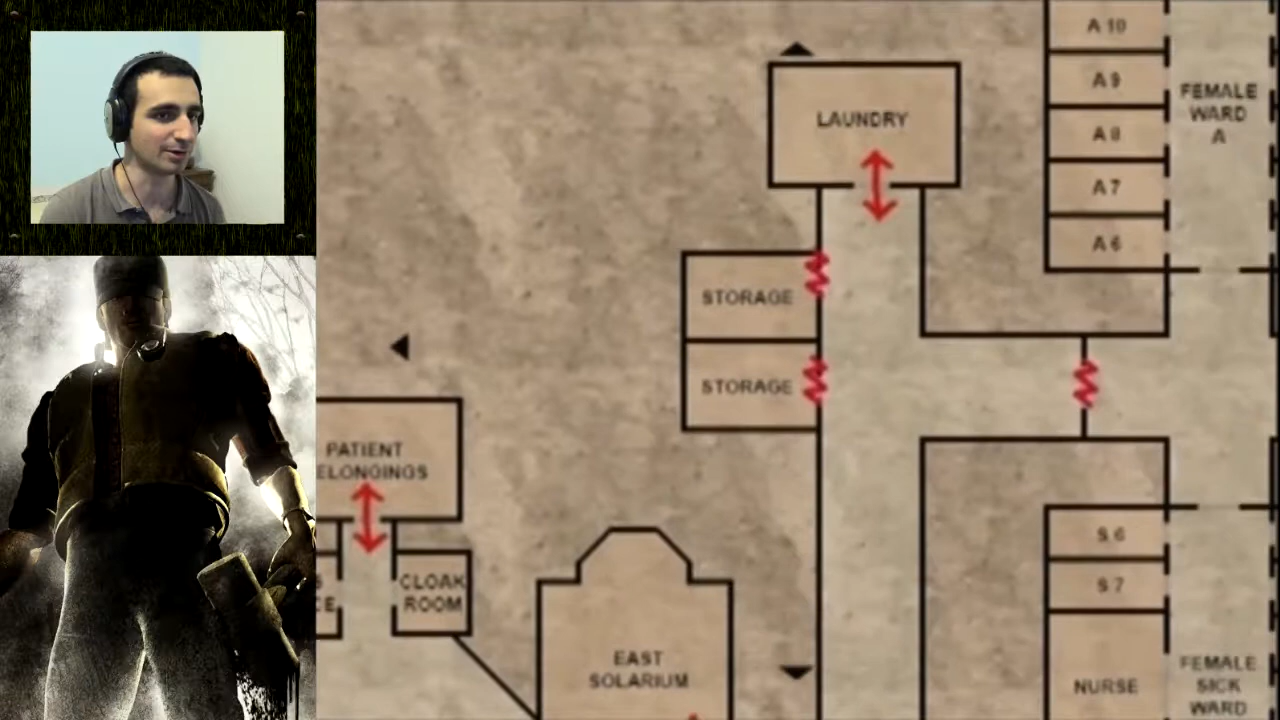 A 10
A 9
FEMALE
WARD
A
LAUNDRY
A 8
A 7
A 6
STORAGE
STORAGE
PATIENT
ELONGINGS
CLOAK
ROOM
S 6
S 7
EAST
SOLARIUM
NURSE
FEMALE
SICK
WARD